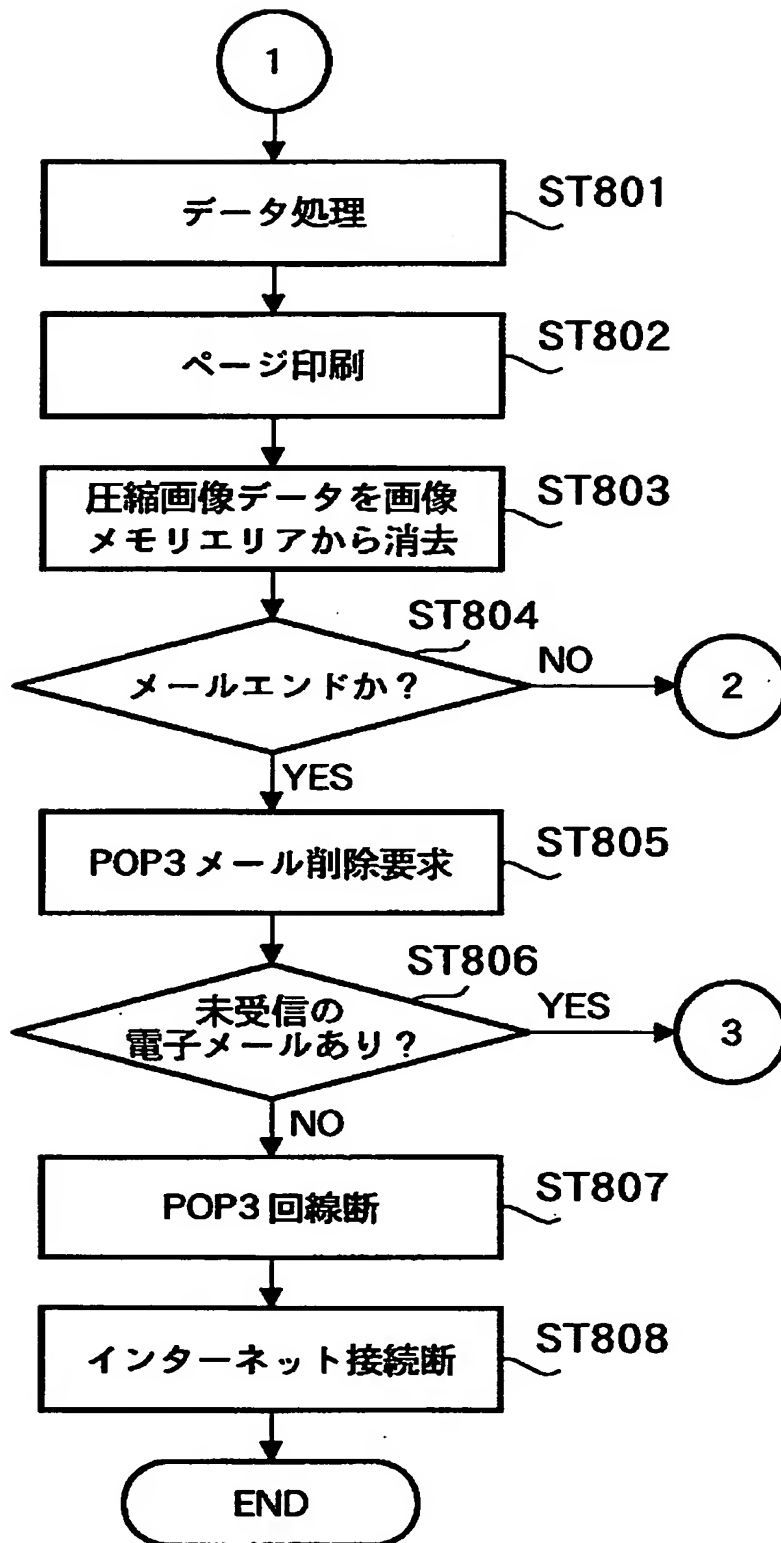 1
データ処理
ST801
ページ印刷
ST802
圧縮画像データを画像
メモリエリアから消去
ST803
ST804
メールエンドか？
NO
2
YES
POP3メール削除要求
ST805
ST806
未受信の
電子メールあり？
YES
3
NO
POP3回線断
ST807
インターネット接続断
ST808
END